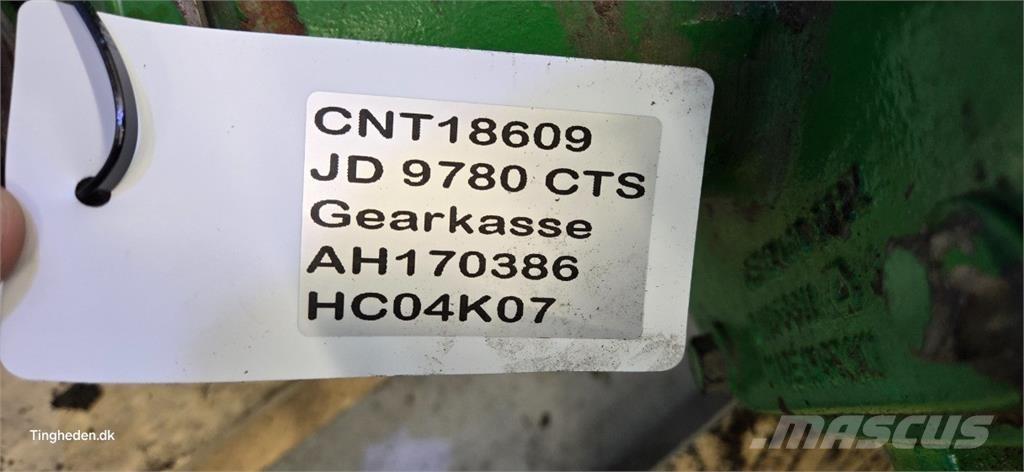 CNT18609
JD 9780 CTS
Gearkasse
AH170386
HC04K07
Tingheden.dk
MASCUS